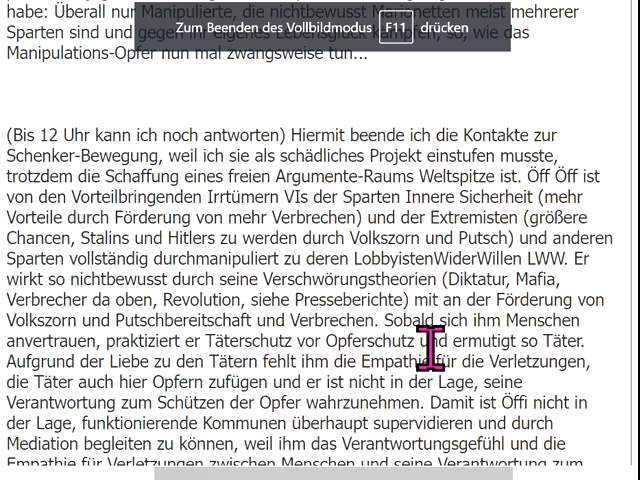 habe: Überall nur Manipulierte, die nichtbewusst Marionetten meist mehrerer
Sparten sind und gegen ihr eigenes Lebensglück kämpfen, so, wie das
Manipulations-Opfer nun mal zwangsweise tun...
Zum Beenden des Vollbildmodus F11 drücken
(Bis 12 Uhr kann ich noch antworten) Hiermit beende ich die Kontakte zur
Schenker-Bewegung, weil ich sie als schädliches Projekt einstufen musste,
trotzdem die Schaffung eines freien Argumente-Raums Weltspitze ist. Öff Öff ist
von den Vorteilbringenden Irrtümern VIs der Sparten Innere Sicherheit (mehr
Vorteile durch Förderung von mehr Verbrechen) und der Extremisten (größere
Chancen, Stalins und Hitlers zu werden durch Volkszorn und Putsch) und anderen
Sparten vollständig durchmanipuliert zu deren LobbyistenWiderWillen LWW. Er
wirkt so nichtbewusst durch seine Verschwörungstheorien (Diktatur, Mafia,
Verbrecher da oben, Revolution, siehe Presseberichte) mit an der Förderung von
Volkszorn und Putschbereitschaft und Verbrechen. Sobald sich ihm Menschen
anvertrauen, praktiziert er Täterschutz vor Opferschutz und ermutigt so Täter.
Aufgrund der Liebe zu den Tätern fehlt ihm die Empathie für die Verletzungen,
die Täter auch hier Opfern zufügen und er ist nicht in der Lage, seine
Verantwortung zum Schützen der Opfer wahrzunehmen. Damit ist Öffi nicht in
der Lage, funktionierende Kommunen überhaupt supervidieren und durch
Mediation begleiten zu können, weil ihm das Verantwortungsgefühl und die
Empathie für Verletzungen zwischen Menschen und seine Verantwortung zum